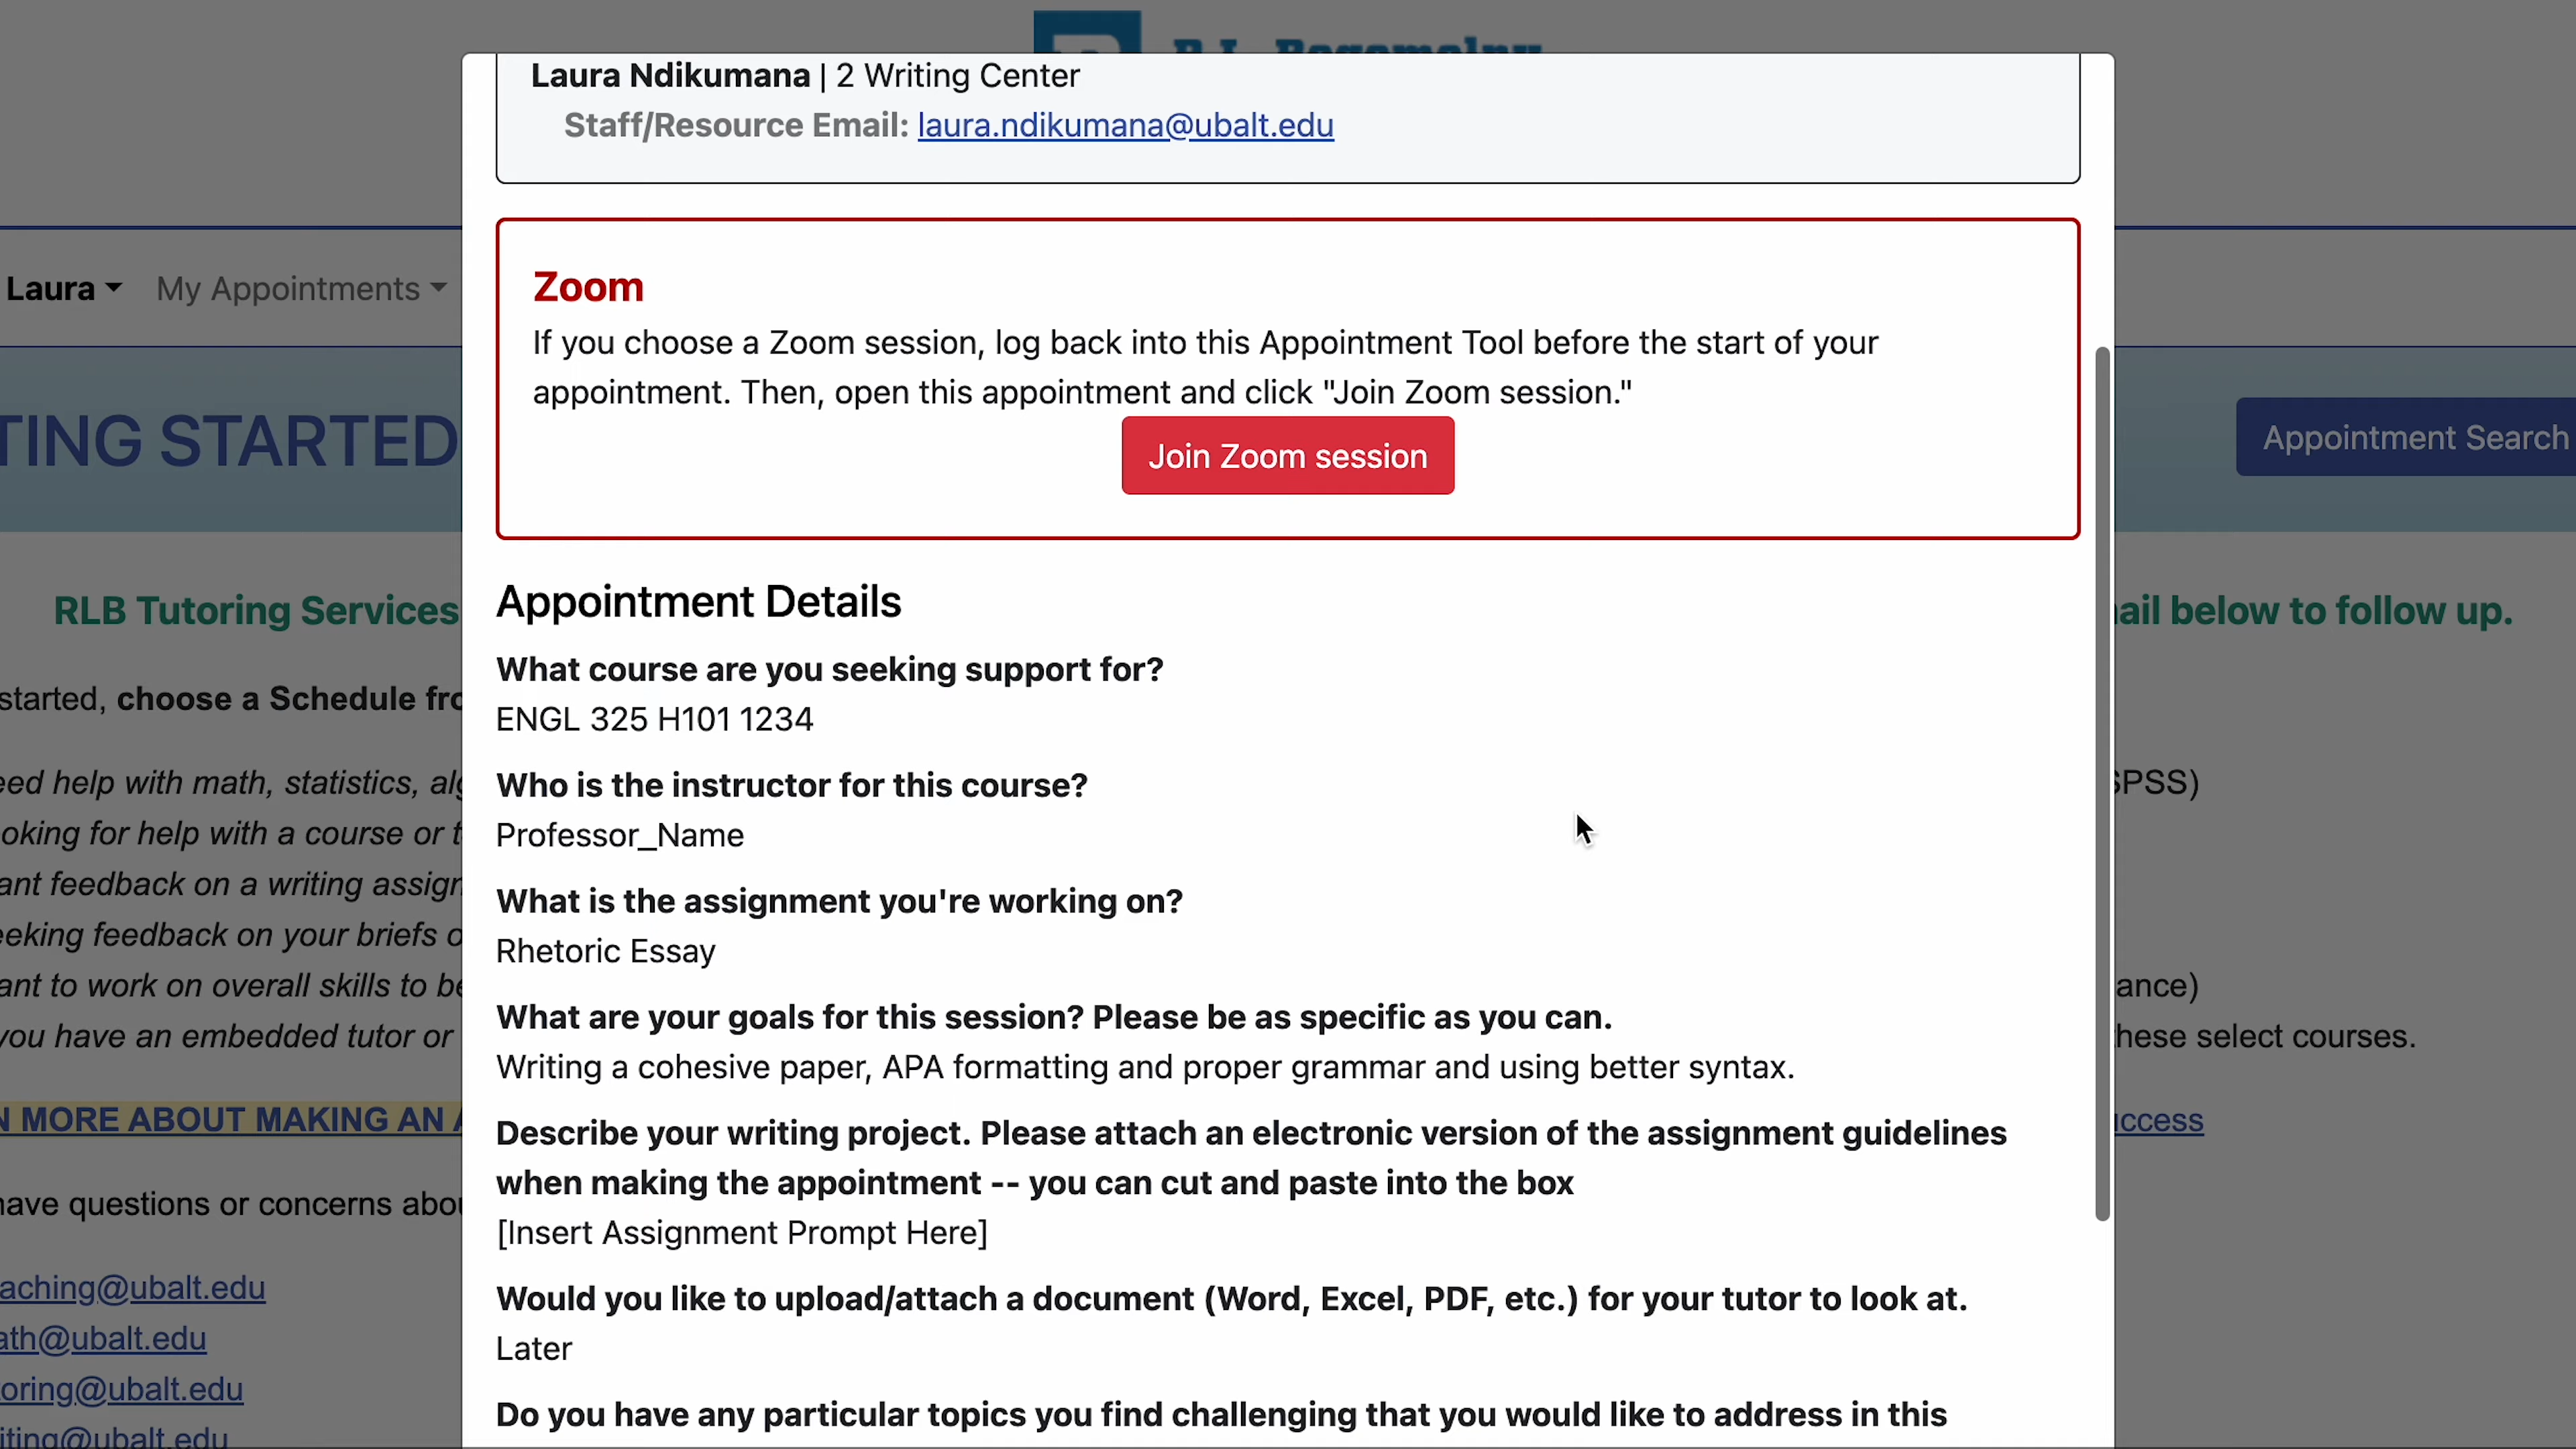 Laura Ndikumana | 2 Writing Center
Staff/Resource Email: laura.ndikumana@ubalt.edu
Laura My Appointments
Zoom
If you choose a Zoom session, log back into this Appointment Tool before the start of your
appointment. Then, open this appointment and click "Join Zoom session."
Join Zoom session
TING STARTED
Appointment Search
Appointment Details
RLB Tutoring Services
ail below to follow up.
What course are you seeking support for?
started, choose a Schedule fro
ENGL 325 H101 1234
Who is the instructor for this course?
eed help with math, statistics, alg
SPSS)
Professor_Name
oking for help with a course or t
ant feedback on a writing assign
What is the assignment you're working on?
eeking feedback on your briefs o
Rhetoric Essay
ant to work on overall skills to be
ance)
What are your goals for this session? Please be as specific as you can.
you have an embedded tutor or
hese select courses.
Writing a cohesive paper, APA formatting and proper grammar and using better syntax.
N MORE ABOUT MAKING AN A
uccess
Describe your writing project. Please attach an electronic version of the assignment guidelines
when making the appointment -- you can cut and paste into the box
have questions or concerns abou
[Insert Assignment Prompt Here]
aching@ubalt.edu
Would you like to upload/attach a document (Word, Excel, PDF, etc.) for your tutor to look at.
ath@ubalt.edu
Later
oring@ubalt.edu
Do you have any particular topics you find challenging that you would like to address in this
iting@ubalt.edu